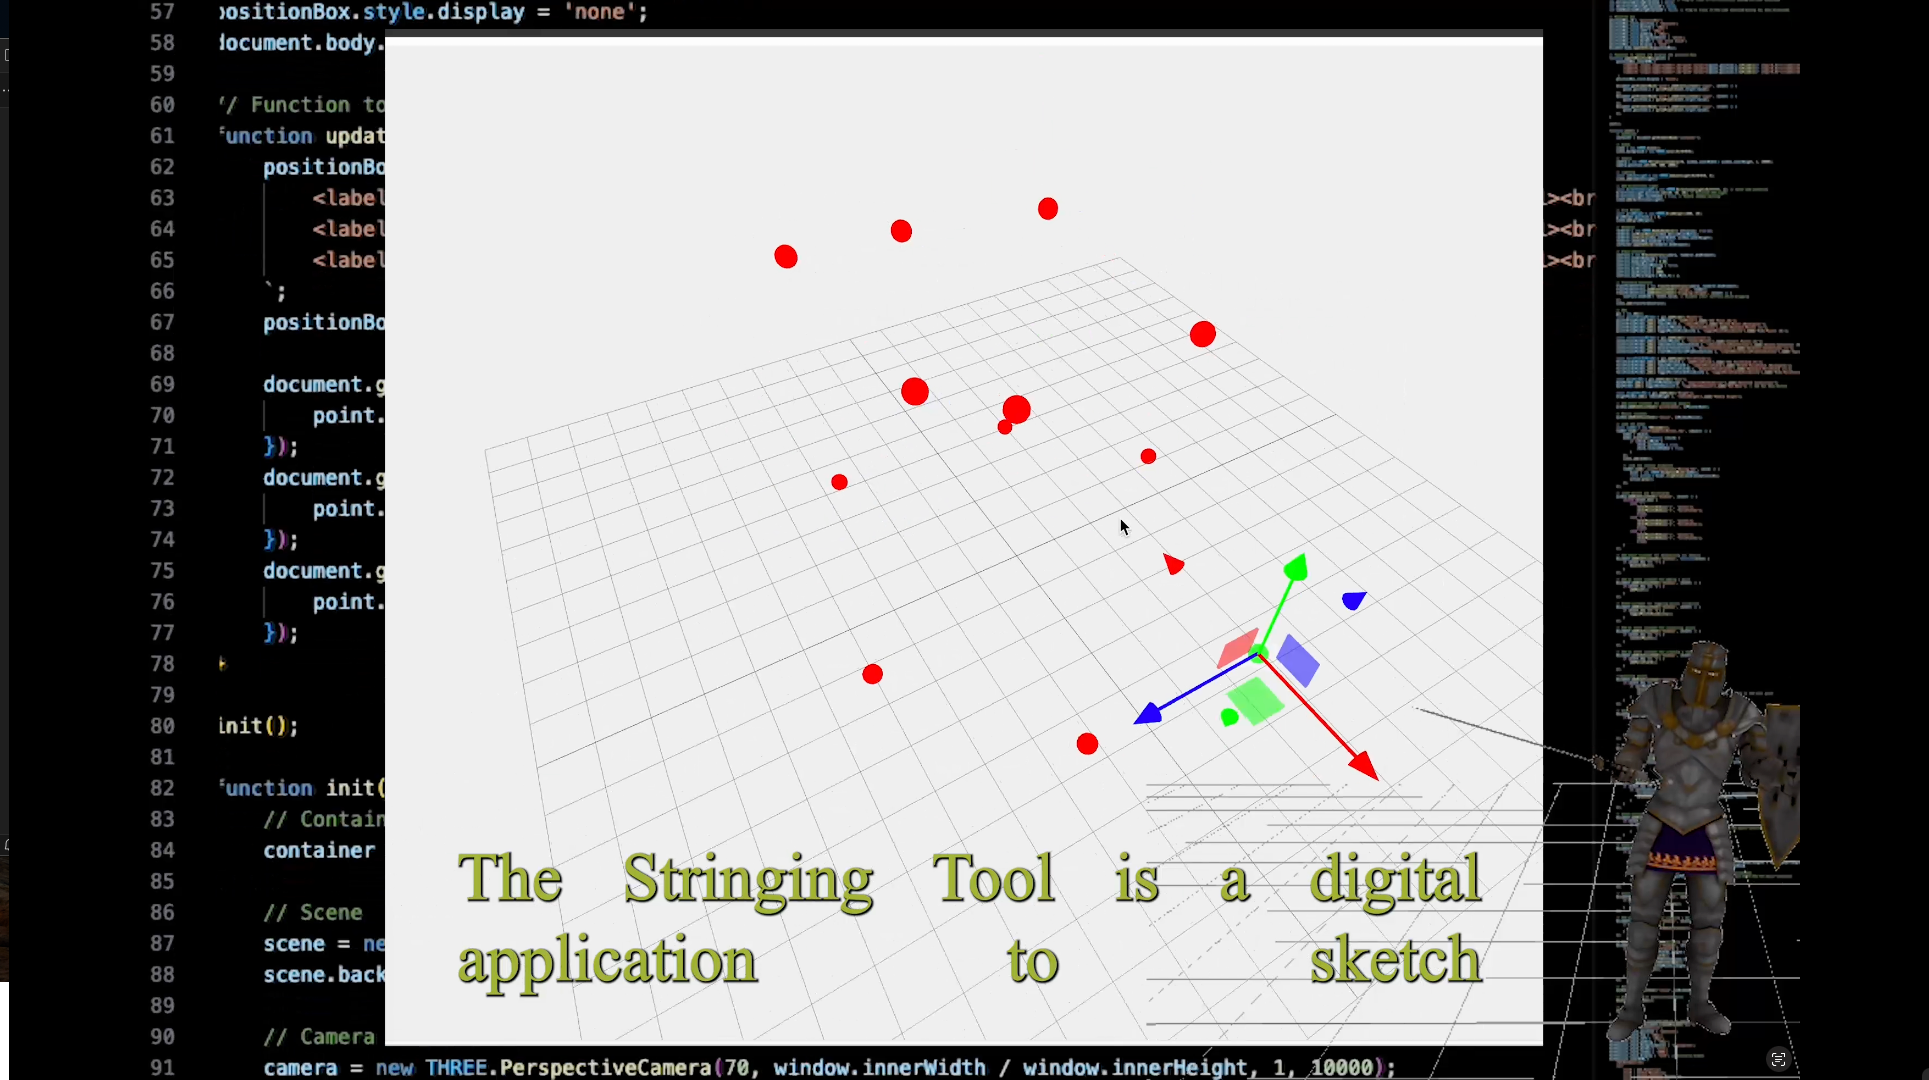 57 positionBox.style.display = 'none';
58 document.body.
59
60 // Function to
61 function updat
62 positionBo
63 <label ><br
64 <label ><br
65 <label ><br
66 `;
67 positionBo
68
69 document.g
70 point.
71 });
72 document.g
73 point.
74 });
75 document.g
76 point.
77 });
78 }
79
80 init();
81
82 function init(
83 // Contain
84 container
85
86 // Scene
87 scene = ne
88 scene.back
89
90 // Camera
91 camera = new THREE.PerspectiveCamera(70, window.innerWidth / window.innerHeight, 1, 10000);
The Stringing Tool is a digital
application to sketch